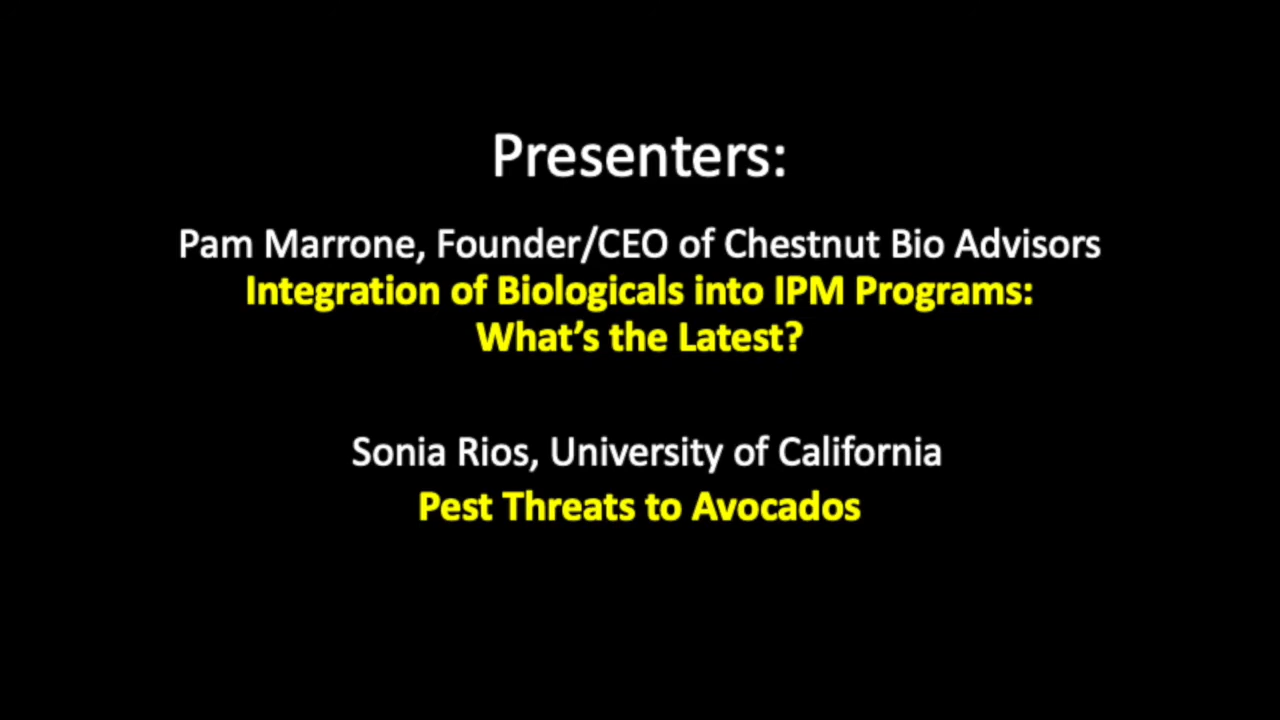 Presenters:
Pam Marrone, Founder/CEO of Chestnut Bio Advisors
Integration of Biologicals into IPM Programs:
What’s the Latest?
Sonia Rios, University of California
Pest Threats to Avocados